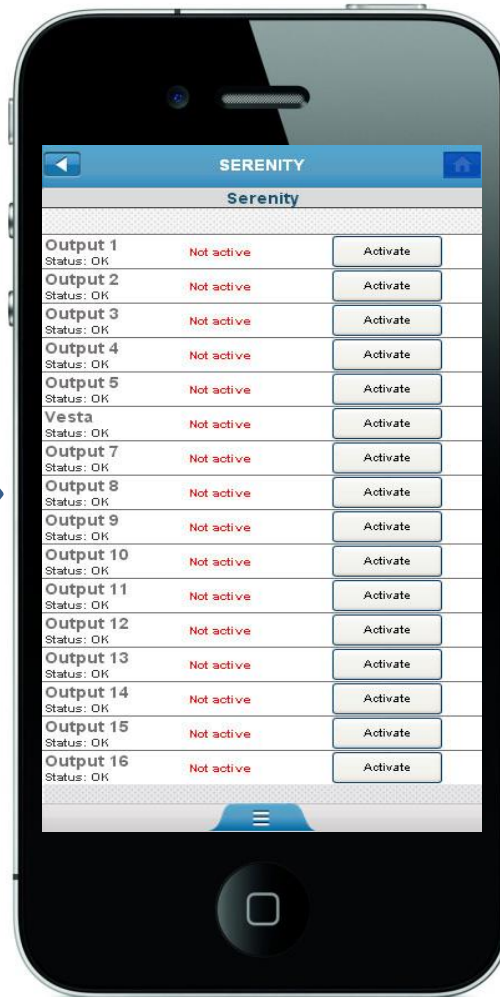 SERENITY
Serenity
Output 1
Status: OK
Not active
Activate
Output 2
Status: OK
Not active
Activate
Output 3
Status: OK
Not active
Activate
Output 4
Status: OK
Not active
Activate
Output 5
Status: OK
Not active
Activate
Vesta
Status: OK
Not active
Activate
Output 7
Status: OK
Not active
Activate
Output 8
Status: OK
Not active
Activate
Output 9
Status: OK
Not active
Activate
Output 10
Status: OK
Not active
Activate
Output 11
Status: OK
Not active
Activate
Output 12
Status: OK
Not active
Activate
Output 13
Status: OK
Not active
Activate
Output 14
Status: OK
Not active
Activate
Output 15
Status: OK
Not active
Activate
Output 16
Status: OK
Not active
Activate